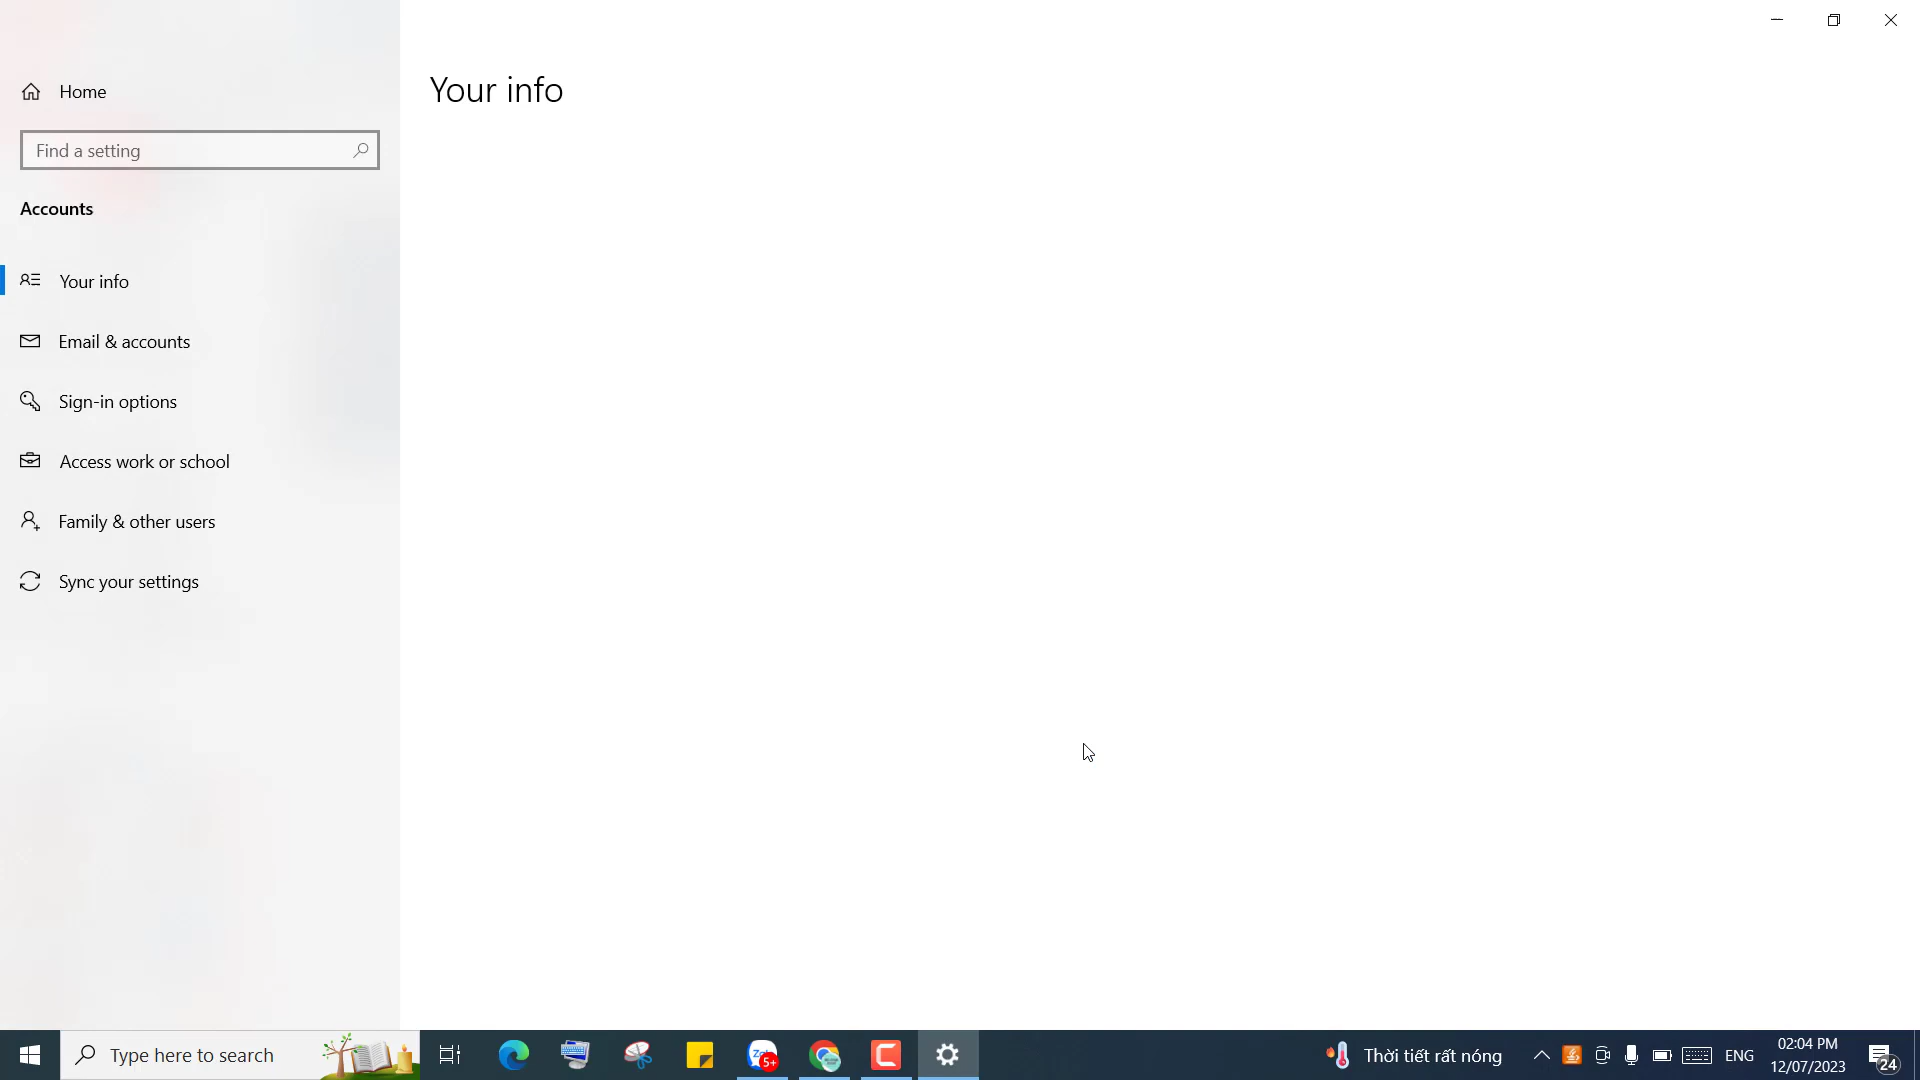 Home
Your info
Find a setting
Accounts
Your info
Email & accounts
Sign-in options
Access work or school
Family & other users
Sync your settings
Type here to search
5+
Thời tiết rất nóng
ENG
02:04 PM
12/07/2023
24